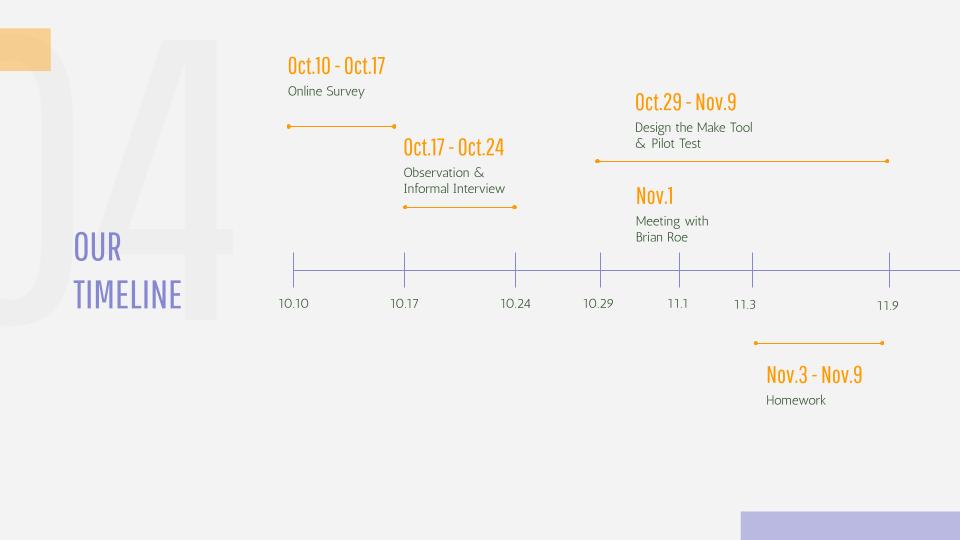 04
OUR
TIMELINE
Oct.10 - Oct.17
Online Survey
Oct.17 - Oct.24
Observation &
Informal Interview
Oct.29 - Nov.9
Design the Make Tool
& Pilot Test
Nov.1
Meeting with
Brian Roe
10.10
10.17
10.24
10.29
11.1
11.3
11.9
Nov.3 - Nov.9
Homework